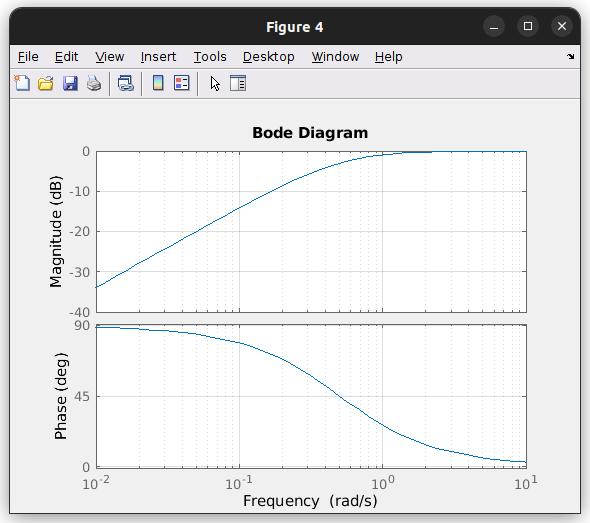 Figure 4
File Edit View Insert Tools Desktop Window Help
Bode Diagram
Magnitude (dB)
0
-10
-20
-30
-40
Phase (deg)
90
45
0
10^-2 10^-1 10^0 10^1
Frequency (rad/s)